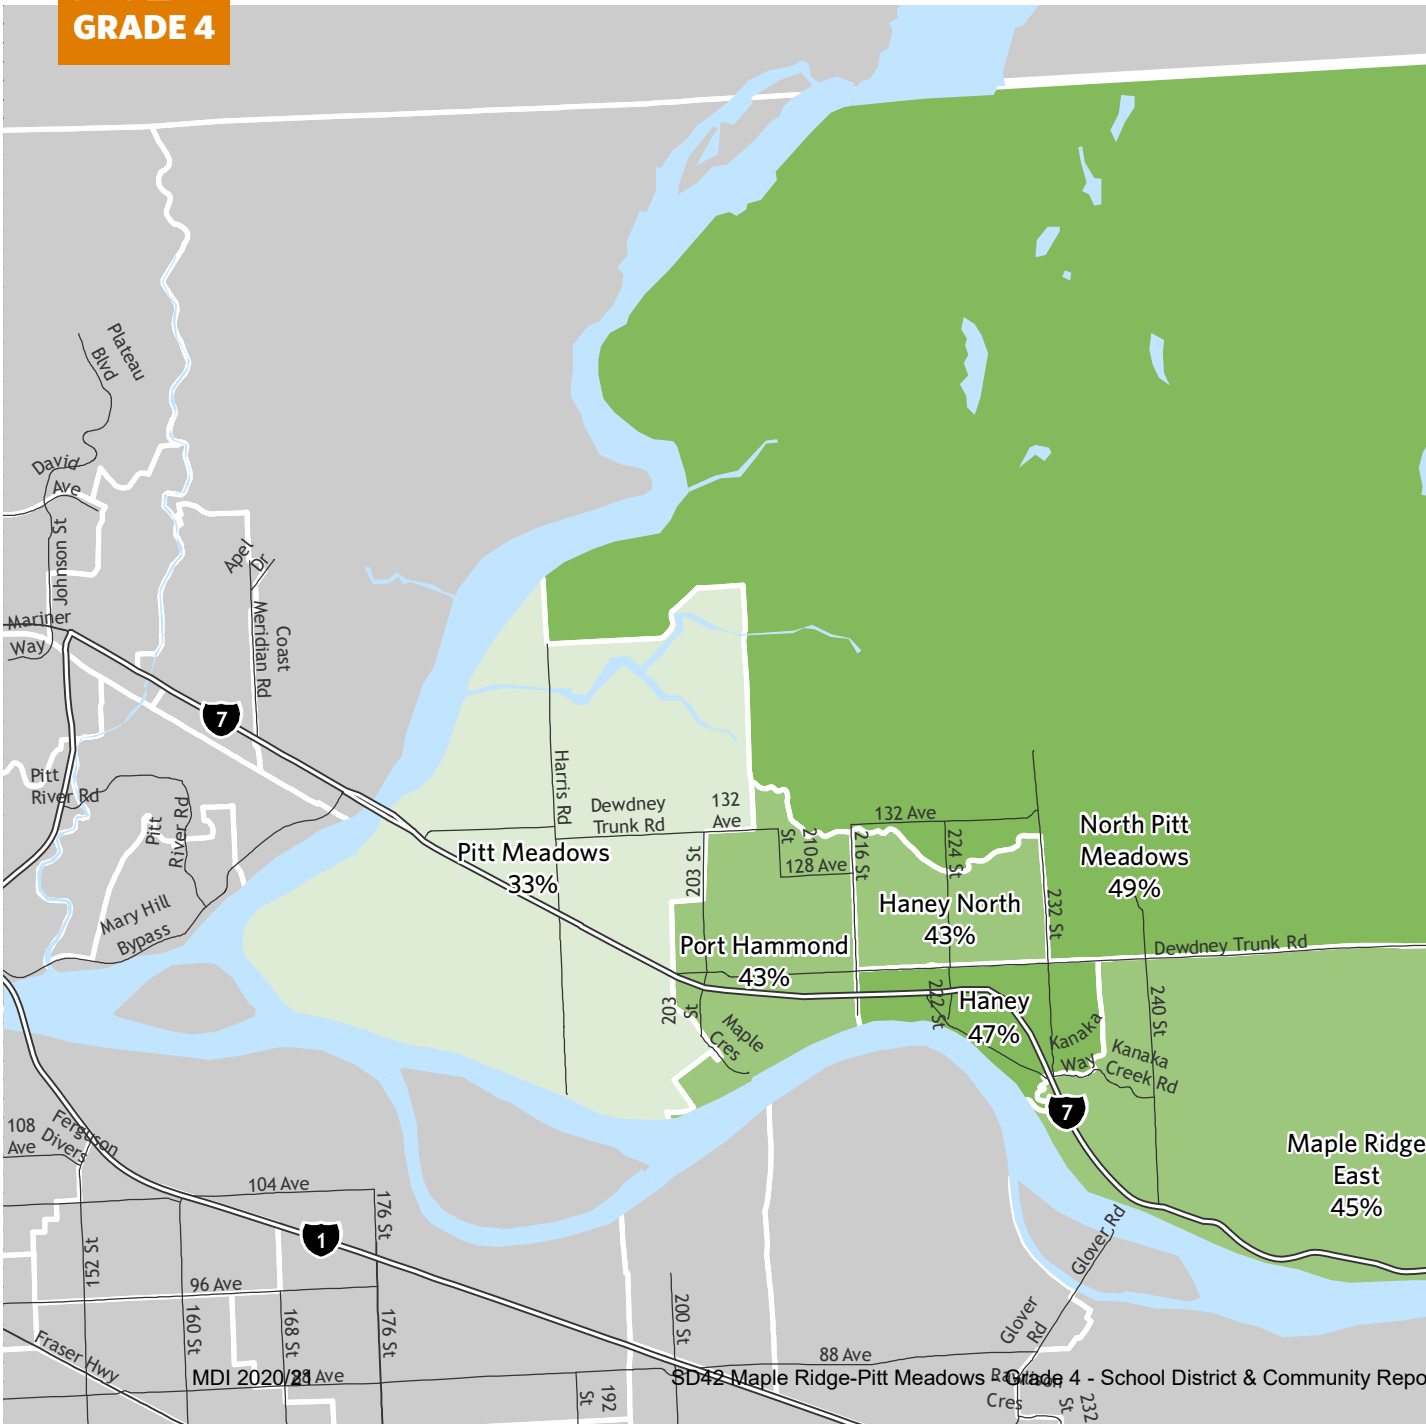 GRADE 4
Plateau
Blvd
David
Ave
Johnson St
Apel
Dr
Mariner
Way
Coast
Meridian Rd
7
Pitt
River Rd
Pitt
River Rd
Mary Hill
Bypass
Harris Rd
Dewdney
Trunk Rd
132
Ave
132 Ave
210
St
128 Ave
216 St
224 St
203 St
Pitt Meadows
33%
North Pitt
Meadows
49%
Haney North
43%
232 St
Port Hammond
43%
Dewdney Trunk Rd
203
St
222 St
Haney
47%
240 St
Maple
Cres
Kanaka
Way
Kanaka
Creek Rd
7
108
Ave
Ferguson
Divers
Maple Ridge
East
45%
104 Ave
176 St
1
152 St
Glover Rd
96 Ave
160 St
168 St
176 St
200 St
Glover
Rd
Fraser Hwy
88 Ave
88 Ave
192
St
Cres
232
St
MDI 2020/21
SD42 Maple Ridge-Pitt Meadows - Grade 4 - School District & Community Repo